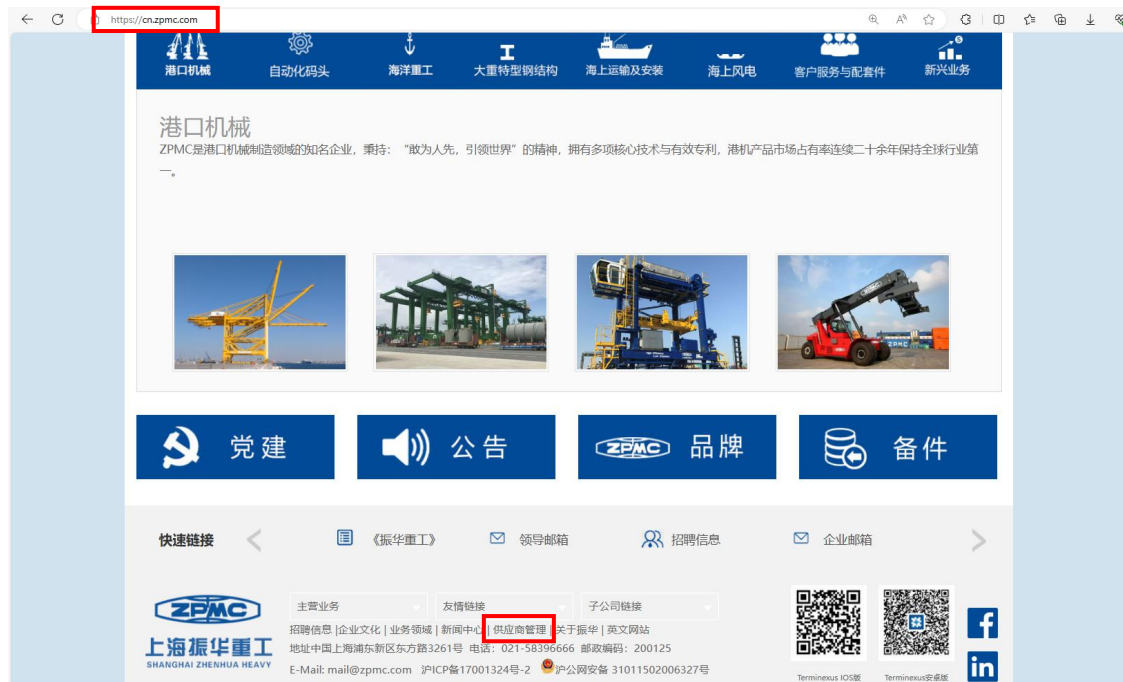 https://cn.zpmc.com
港口机械
自动化码头
海洋重工
大重特型钢结构
海上运输及安装
海上风电
客户服务与配套件
新兴业务
港口机械
ZPMC是港口机械制造领域的知名企业，秉持：“敢为人先，引领世界”的精神，拥有多项核心技术与有效专利，港机产品市场占有率连续二十余年保持全球行业第
一。
党建
公告
ZPMC 品牌
备件
快速链接
《振华重工》
领导邮箱
招聘信息
企业邮箱
ZPMC
上海振华重工
SHANGHAI ZHENHUA HEAVY
主营业务
友情链接
子公司链接
招聘信息 |企业文化 | 业务领域 | 新闻中心 | 供应商管理 | 关于振华 | 英文网站
地址中国上海浦东新区东方路3261号 电话：021-58396666 邮政编码：200125
E-Mail: mail@zpmc.com 沪ICP备17001324号-2 沪公网安备 31011502006327号
Terminexus IOS版
Terminexus安卓版